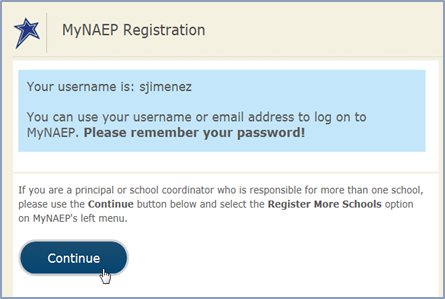 MyNAEP Registration
Your username is: sjimenez
You can use your username or email address to log on to
MyNAEP. Please remember your password!
If you are a principal or school coordinator who is responsible for more than one school,
please use the Continue button below and select the Register More Schools option
on MyNAEP's left menu.
Continue